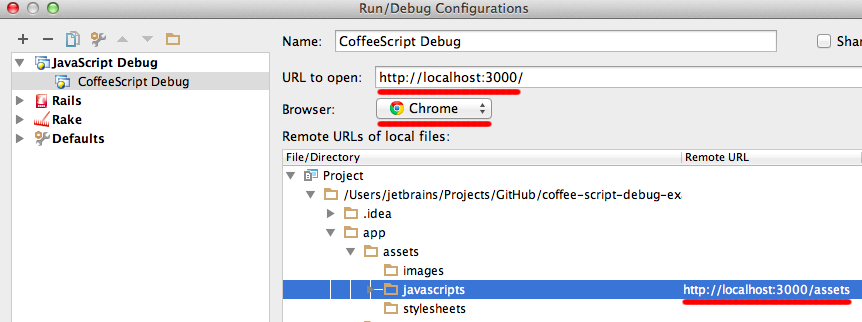 Run/Debug Configurations
Name: CoffeeScript Debug
Shar
JavaScript Debug
CoffeeScript Debug
Rails
Rake
Defaults
URL to open: http://localhost:3000/
Browser: Chrome
Remote URLs of local files:
File/Directory Remote URL
Project
/Users/jetbrains/Projects/GitHub/coffee-script-debug-ex
.idea
app
assets
images
javascripts http://localhost:3000/assets
stylesheets